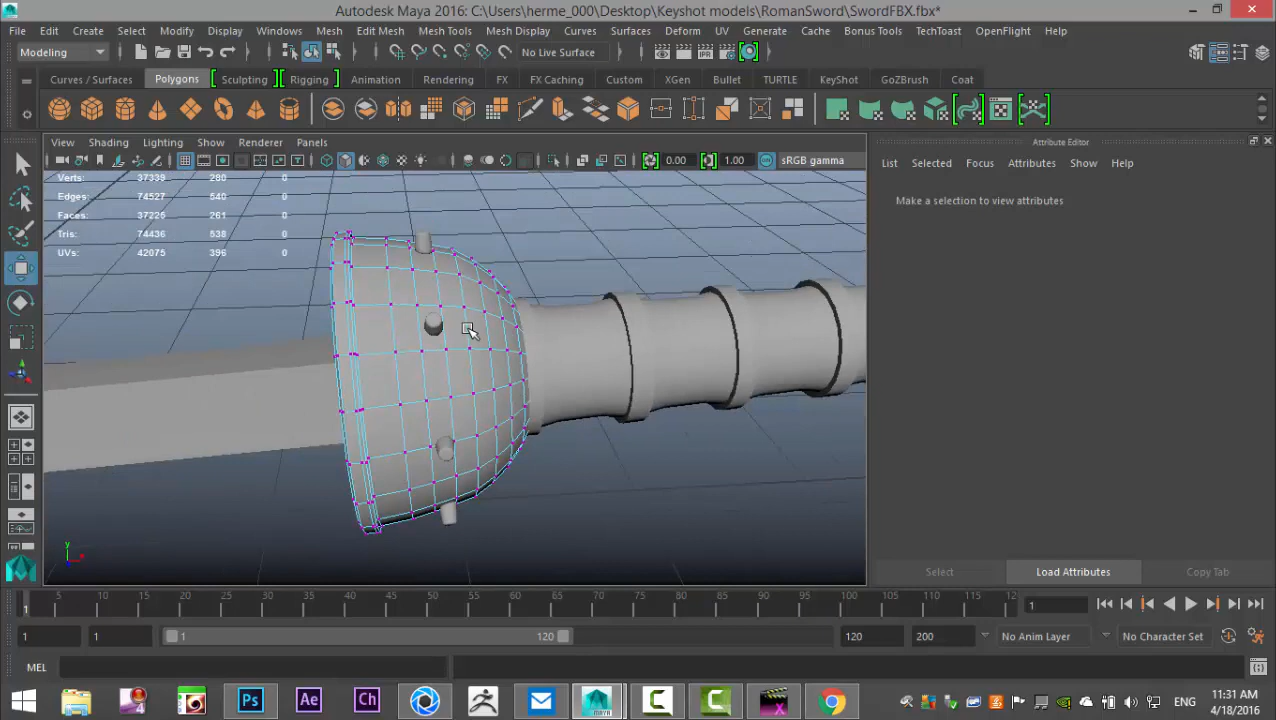 Autodesk Maya 2016: C:\Users\herme_000\Desktop\Keyshot models\RomanSword\SwordFBX.fbx*
File Edit Create Select Modify Display Windows Mesh Edit Mesh Mesh Tools Mesh Display Curves Surfaces Deform UV Generate Cache Bonus Tools TechToast OpenFlight Help
Modeling No Live Surface
Curves / Surfaces Polygons Sculpting Rigging Animation Rendering FX FX Caching Custom XGen Bullet TURTLE KeyShot GoZBrush Coat
View Shading Lighting Show Renderer Panels
Attribute Editor
List Selected Focus Attributes Show Help
0.00 1.00 sRGB gamma
Verts: 37339 280 0
Edges: 74527 540 0
Faces: 37226 261 0
Tris: 74436 538 0
UVs: 42075 396 0
Make a selection to view attributes
y
Select Load Attributes Copy Tab
1 5 10 15 20 25 30 35 40 45 50 55 60 65 70 75 80 85 90 95 100 105 110 115 12 1
1 1 1 120 120 200 No Anim Layer No Character Set
MEL
Ps Ae Ch MAYA C C X ENG 11:31 AM
4/18/2016